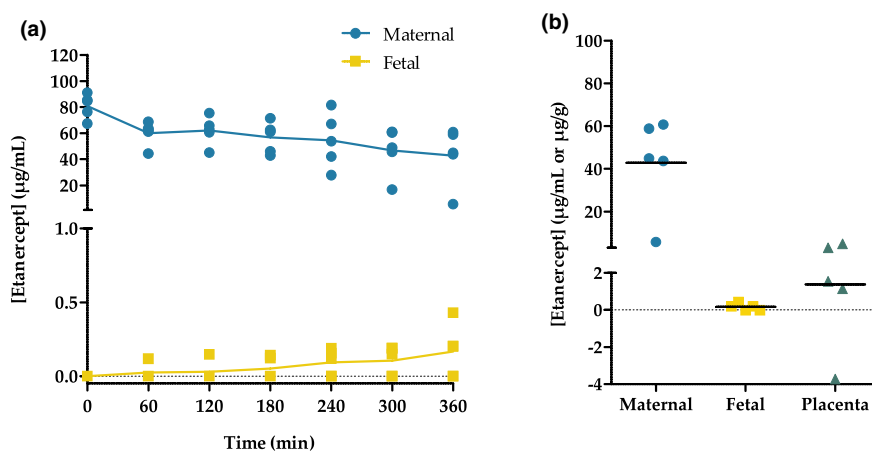 (a)
Maternal
Fetal
[Etanercept] (µg/mL)
120
100
80
60
40
20
1.0
0.5
0.0
0 60 120 180 240 300 360
Time (min)
(b)
[Etanercept] (µg/mL or µg/g)
100
80
60
40
20
2
0
-2
-4
Maternal Fetal Placenta